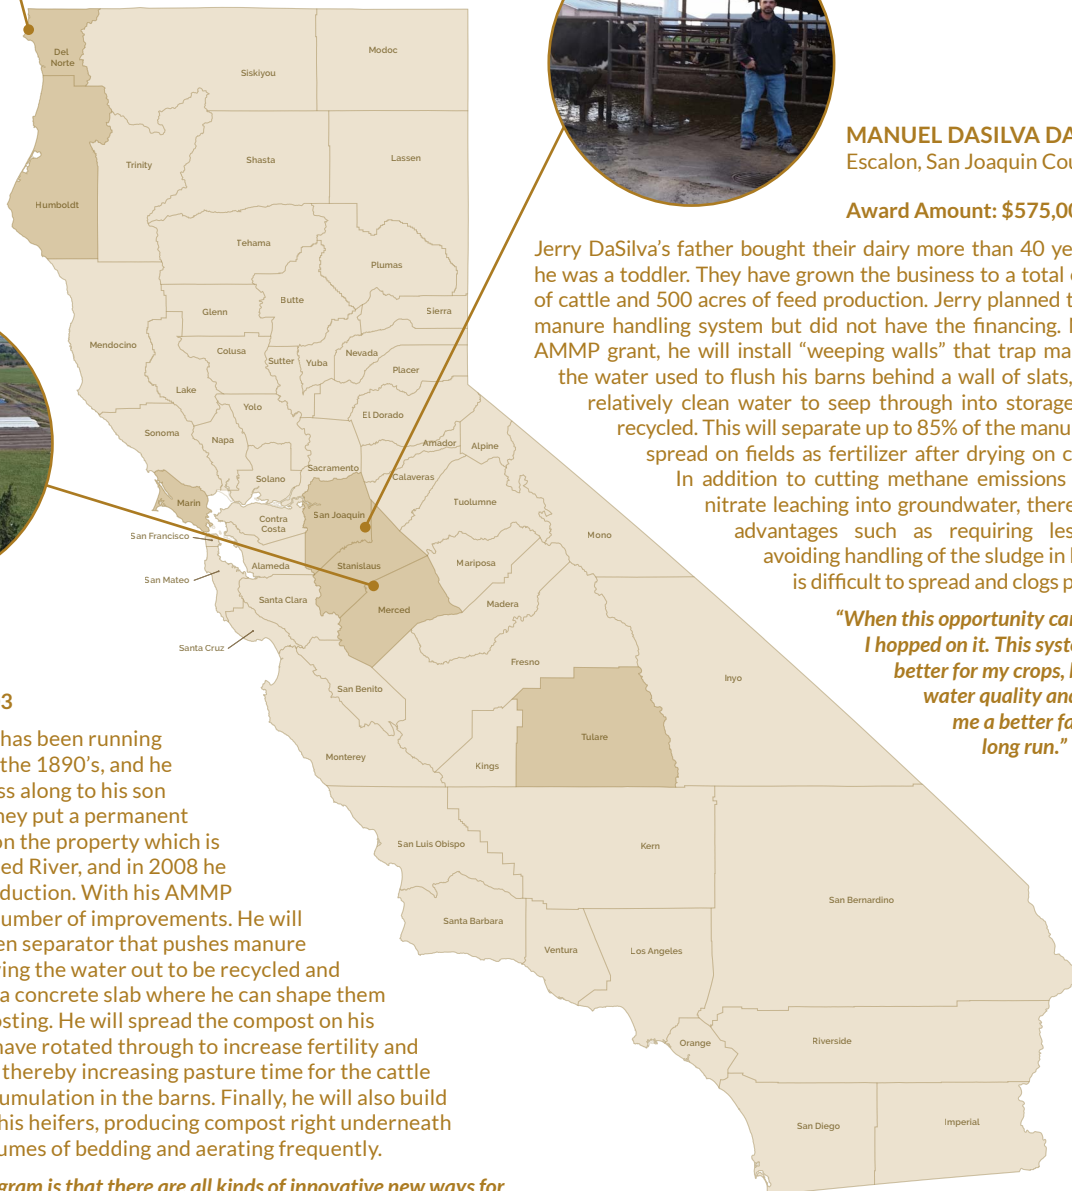 Del
Norte
Siskiyou
Modoc
Trinity
Shasta
Lassen
Humboldt
Tehama
Plumas
Butte
Glenn
Sierra
Mendocino
Colusa
Sutter
Yuba
Nevada
Placer
Lake
Yolo
El Dorado
Sonoma
Napa
Amador
Alpine
Sacramento
Solano
Calaveras
Marin
Tuolumne
San Joaquin
Contra
Costa
San Francisco
Mono
Alameda
Stanislaus
Mariposa
San Mateo
Santa Clara
Merced
Madera
Santa Cruz
Fresno
San Benito
Inyo
Tulare
Monterey
Kings
San Luis Obispo
Kern
San Bernardino
Santa Barbara
Ventura
Los Angeles
Orange
Riverside
San Diego
Imperial
MANUEL DASILVA DA
Escalon, San Joaquin Cou
Award Amount: $575,00
Jerry DaSilva's father bought their dairy more than 40 ye
he was a toddler. They have grown the business to a total
of cattle and 500 acres of feed production. Jerry planned t
manure handling system but did not have the financing.
AMMP grant, he will install “weeping walls” that trap ma
the water used to flush his barns behind a wall of slats,
relatively clean water to seep through into storage
recycled. This will separate up to 85% of the manu
spread on fields as fertilizer after drying on c
In addition to cutting methane emissions
nitrate leaching into groundwater, there
advantages such as requiring les
avoiding handling of the sludge in
is difficult to spread and clogs p
“When this opportunity car
I hopped on it. This syste
better for my crops,
water quality and
me a better fa
long run.”
3
has been running
the 1890's, and he
ss along to his son
hey put a permanent
on the property which is
ed River, and in 2008 he
duction. With his AMMP
umber of improvements. He will
en separator that pushes manure
ving the water out to be recycled and
a concrete slab where he can shape them
osting. He will spread the compost on his
have rotated through to increase fertility and
thereby increasing pasture time for the cattle
cumulation in the barns. Finally, he will also build
his heifers, producing compost right underneath
umes of bedding and aerating frequently.
gram is that there are all kinds of innovative new ways for